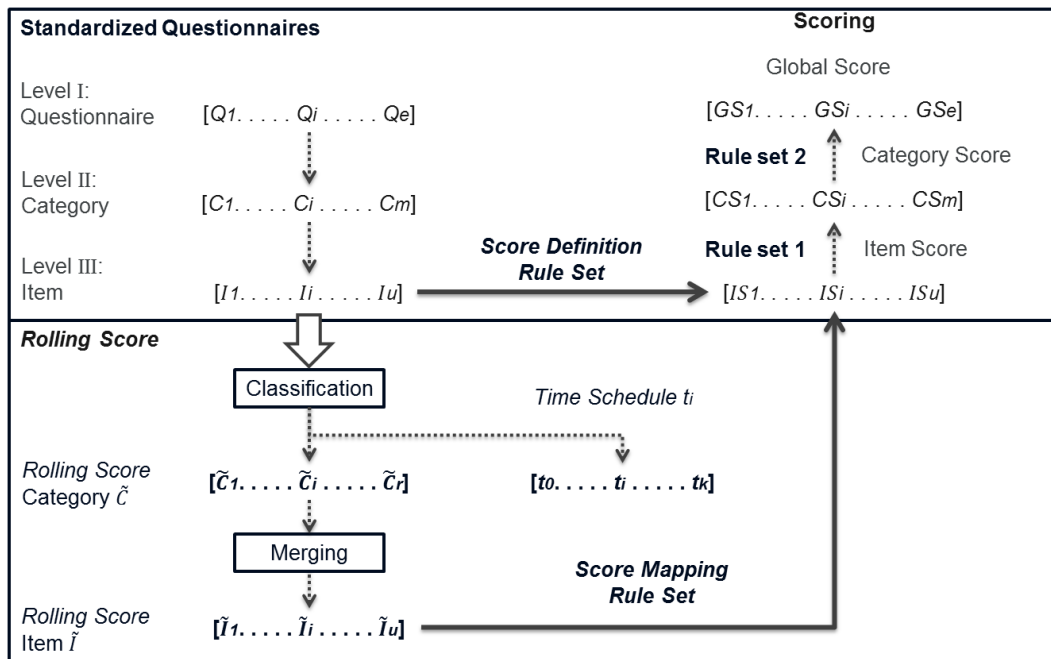 Standardized Questionnaires
Scoring
Global Score
Level I:
Questionnaire
[Q1. . . . . Qi . . . . . Qe]
[GS1. . . . . GSi . . . . . GSe]
Rule set 2
Category Score
Level II:
Category
[C1. . . . . Ci . . . . . Cm]
[CS1. . . . . CSi . . . . . CSm]
Score Definition
Rule Set
Rule set 1
Item Score
Level III:
Item
[I1. . . . . Ii . . . . . Iu]
[IS1. . . . . ISi . . . . . ISu]
Rolling Score
Classification
Time Schedule ti
Rolling Score
Category C̃
[C̃1. . . . . C̃i . . . . . C̃r]
[t0. . . . . ti . . . . . tk]
Merging
Score Mapping
Rule Set
Rolling Score
Item Ĩ
[Ĩ1. . . . . Ĩi . . . . . Ĩu]